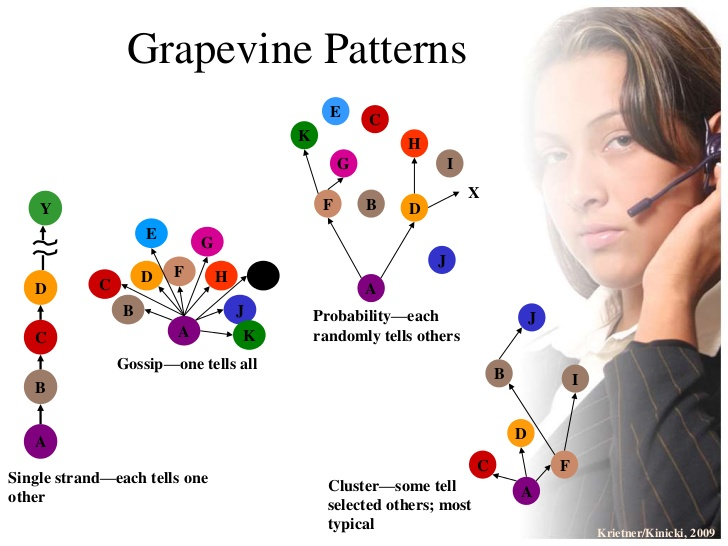 Grapevine Patterns
E
C
K
H
G
I
X
F
B
D
J
A
Probability—each
randomly tells others
Y
D
C
B
A
Single strand—each tells one
other
E
G
D
F
H
C
B
J
A
K
Gossip—one tells all
J
B
I
D
C
F
A
Cluster—some tell
selected others; most
typical
Krietner/Kinicki, 2009